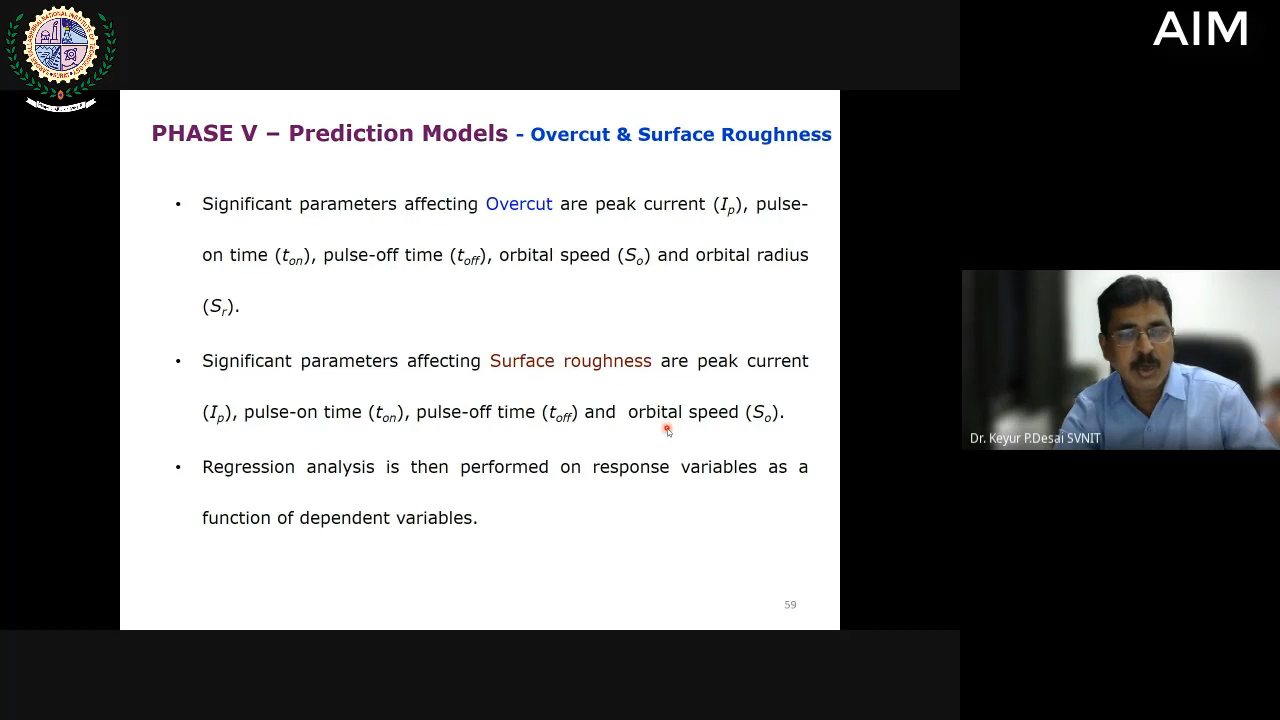 AIM
PHASE V – Prediction Models - Overcut & Surface Roughness
• Significant parameters affecting Overcut are peak current (Ip), pulse-
on time (ton), pulse-off time (toff), orbital speed (So) and orbital radius
(Sr).
• Significant parameters affecting Surface roughness are peak current
(Ip), pulse-on time (ton), pulse-off time (toff) and orbital speed (So).
• Regression analysis is then performed on response variables as a
function of dependent variables.
59
Dr. Keyur P.Desai SVNIT